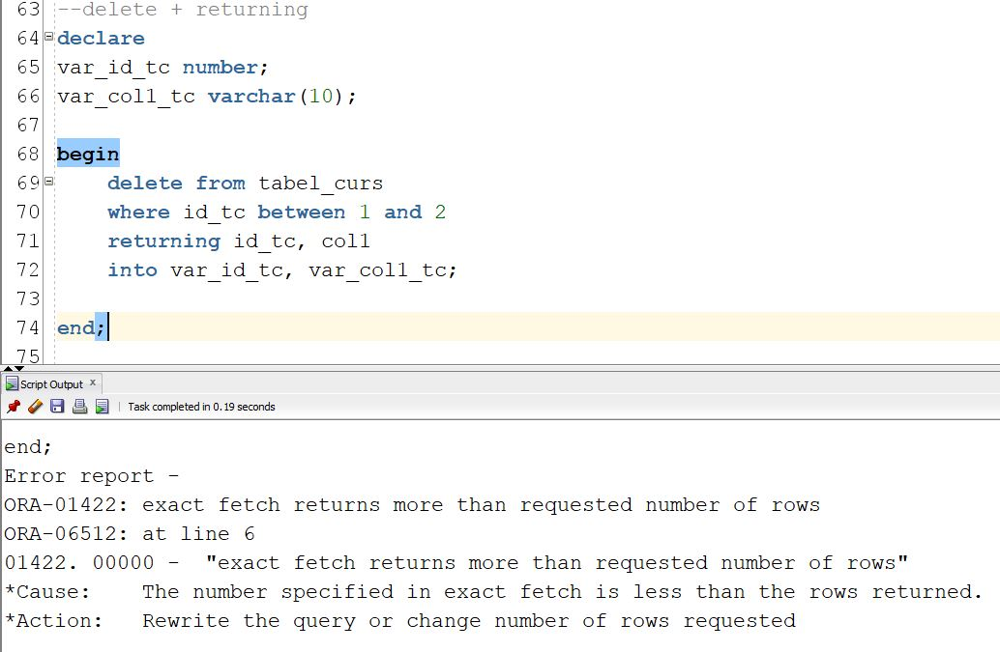 63 --delete + returning
64 declare
65 var_id_tc number;
66 var_col1_tc varchar(10);
67
68 begin
69 delete from tabel_curs
70 where id_tc between 1 and 2
71 returning id_tc, col1
72 into var_id_tc, var_col1_tc;
73
74 end;
75
Script Output x
Task completed in 0.19 seconds
end;
Error report -
ORA-01422: exact fetch returns more than requested number of rows
ORA-06512: at line 6
01422. 00000 -  "exact fetch returns more than requested number of rows"
*Cause:    The number specified in exact fetch is less than the rows returned.
*Action:   Rewrite the query or change number of rows requested